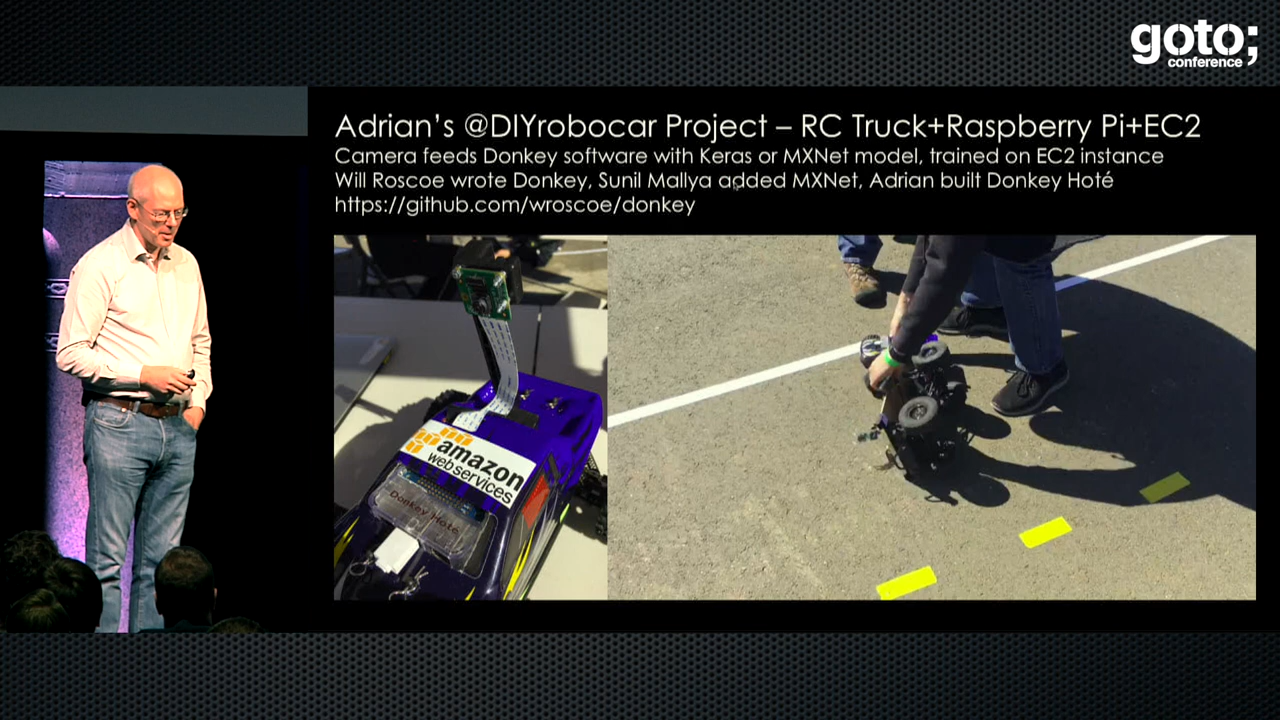 goto;
conference
Adrian's @DIYrobocar Project – RC Truck+Raspberry Pi+EC2
Camera feeds Donkey software with Keras or MXNet model, trained on EC2 instance
Will Roscoe wrote Donkey, Sunil Mallya added MXNet, Adrian built Donkey Hoté
https://github.com/wroscoe/donkey
amazon
web services
Donkey Hote